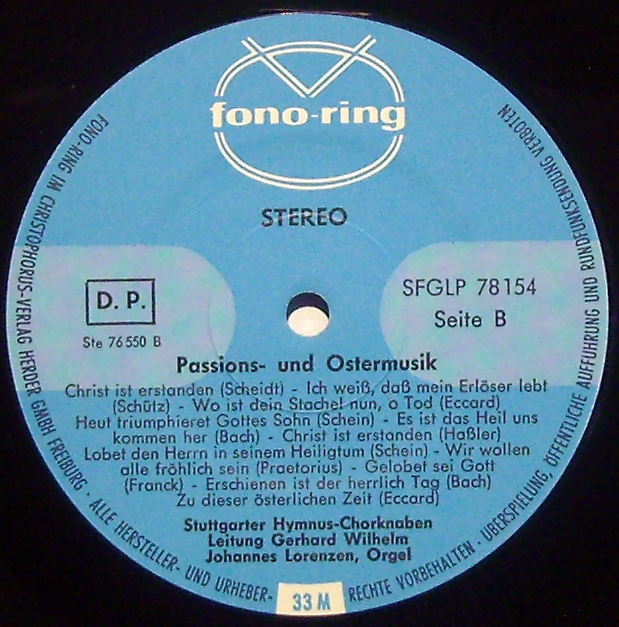 fono-ring
STEREO
D. P.
Ste 76 550 B
SFGLP 78154
Seite B
Passions- und Ostermusik
Christ ist erstanden (Scheidt) - Ich weiß, daß mein Erlöser lebt
(Schütz) - Wo ist dein Stachel nun, o Tod (Eccard)
Heut triumphieret Gottes Sohn (Schein) - Es ist das Heil uns
kommen her (Bach) - Christ ist erstanden (Haßler)
Lobet den Herrn in seinem Heiligtum (Schein) - Wir wollen
alle fröhlich sein (Praetorius) - Gelobet sei Gott
(Franck) - Erschienen ist der herrlich Tag (Bach)
Zu dieser österlichen Zeit (Eccard)
Stuttgarter Hymnus-Chorknaben
Leitung Gerhard Wilhelm
Johannes Lorenzen, Orgel
33 M
FONO-RING IM CHRISTOPHORUS-VERLAG HERDER GMBH, FREIBURG · ALLE HERSTELLER- UND URHEBER-RECHTE VORBEHALTEN · ÜBERSPIELUNG, ÖFFENTLICHE AUFFÜHRUNG UND RUNDFUNKSENDUNG VERBOTEN